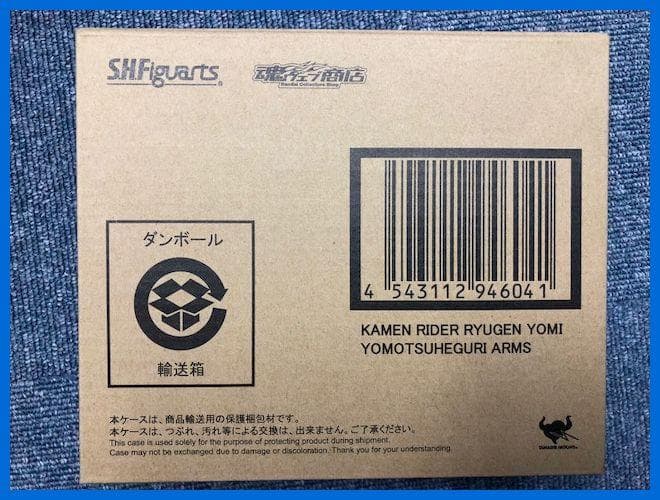 S.H.Figuarts
魂ウェブ商店
Bandai Collectors Shop
4 543112 946041
KAMEN RIDER RYUGEN YOMI
YOMOTSUHEGURI ARMS
ダンボール
輸送箱
本ケースは、商品輸送用の保護梱包材です。
本ケースは、つぶれ、汚れ等による交換は、出来ません。ご了承ください。
This case is used solely for the purpose of protecting product during shipment.
Case may not be exchanged due to damage or discoloration. Thank you for your understanding.
TAMASHII NATIONS